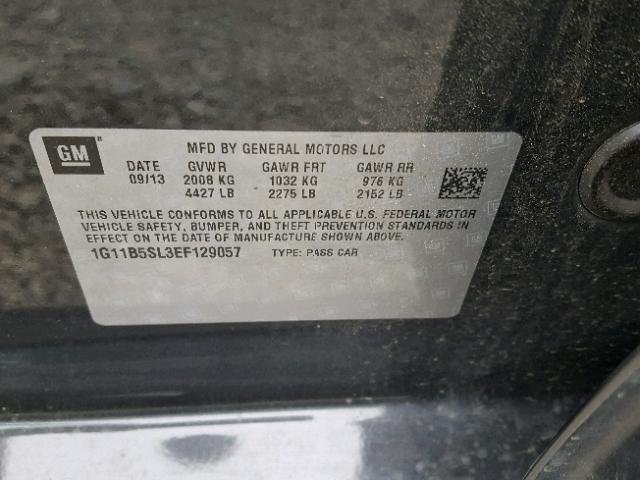 GM
MFD BY GENERAL MOTORS LLC
DATE GVWR GAWR FRT GAWR RR
09/13 2008 KG 1032 KG 976 KG
4427 LB 2275 LB 2152 LB
THIS VEHICLE CONFORMS TO ALL APPLICABLE U.S. FEDERAL MOTOR
VEHICLE SAFETY, BUMPER, AND THEFT PREVENTION STANDARDS IN
EFFECT ON THE DATE OF MANUFACTURE SHOWN ABOVE.
1G11B5SL3EF129057 TYPE: PASS CAR